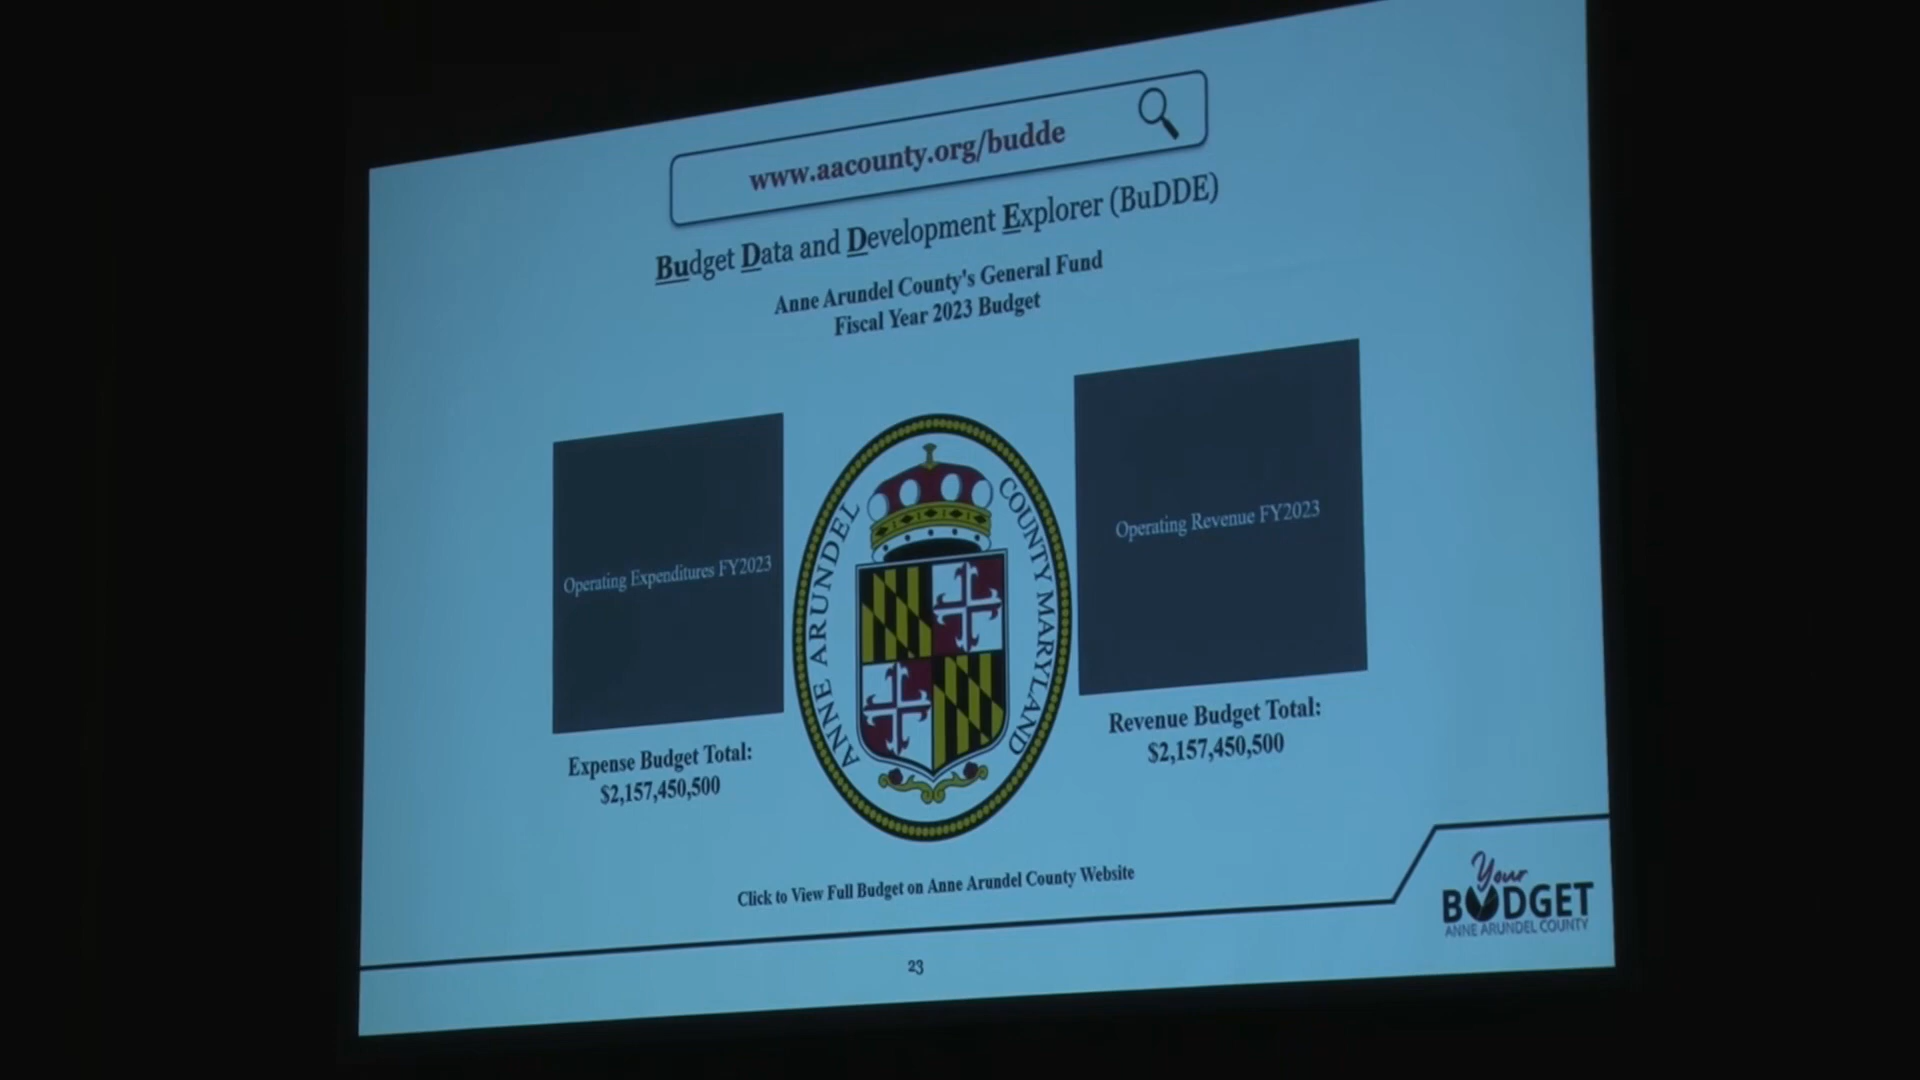 www.aacounty.org/budde
Budget Data and Development Explorer (BuDDE)
Anne Arundel County's General Fund
Fiscal Year 2023 Budget
Operating Expenditures FY2023
Expense Budget Total:
$2,157,450,500
ANNE ARUNDEL COUNTY MARYLAND
Operating Revenue FY2023
Revenue Budget Total:
$2,157,450,500
Click to View Full Budget on Anne Arundel County Website
Your
BUDGET
ANNE ARUNDEL COUNTY
23